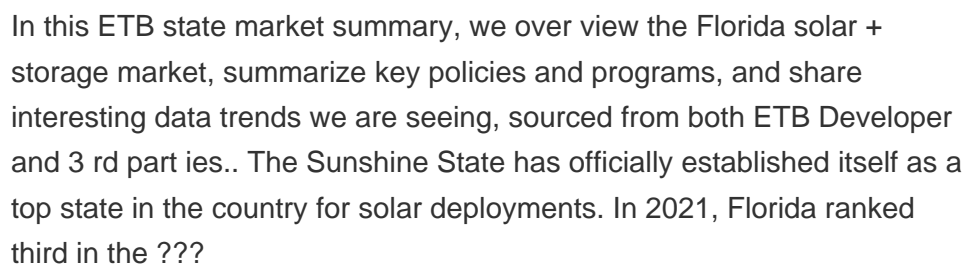 In this ETB state market summary, we over view the Florida solar +
storage market, summarize key policies and programs, and share
interesting data trends we are seeing, sourced from both ETB Developer
and 3 rd part ies.. The Sunshine State has officially established itself as a
top state in the country for solar deployments. In 2021, Florida ranked
third in the ???